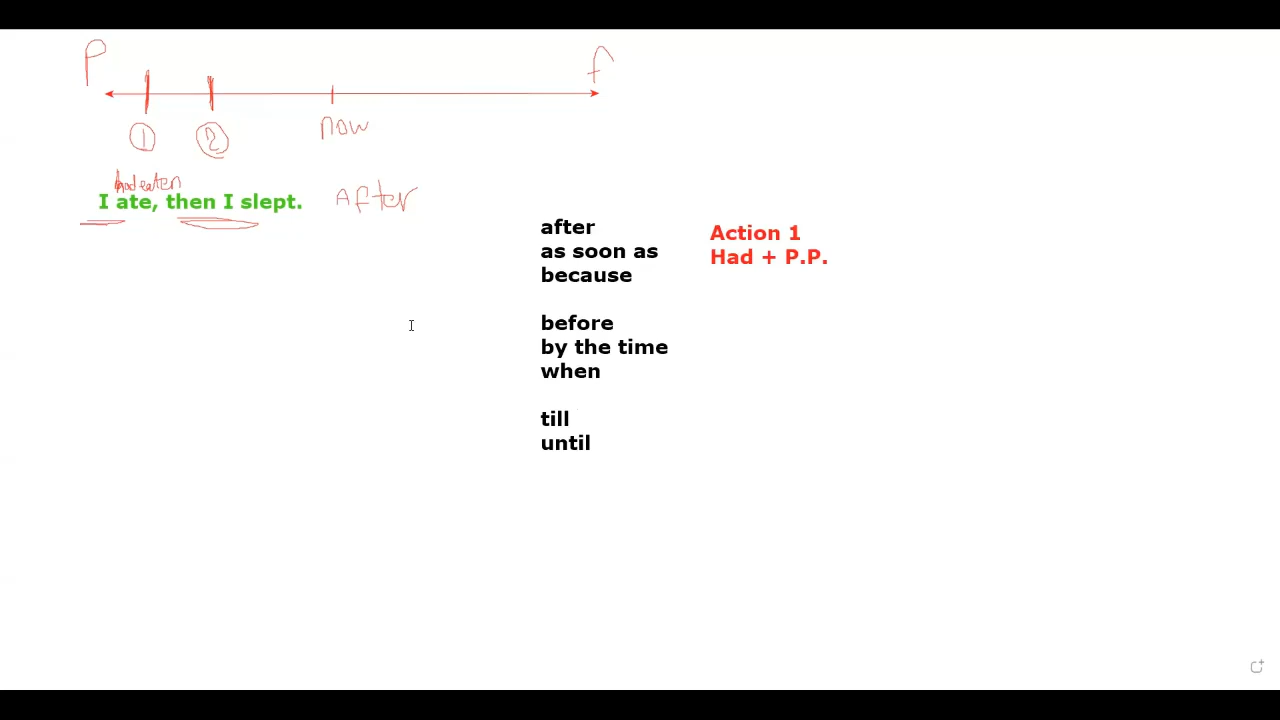 P
f
1
2
now
had eaten
I ate, then I slept.
After
after
as soon as
because
before
by the time
when
till
until
Action 1
Had + P.P.